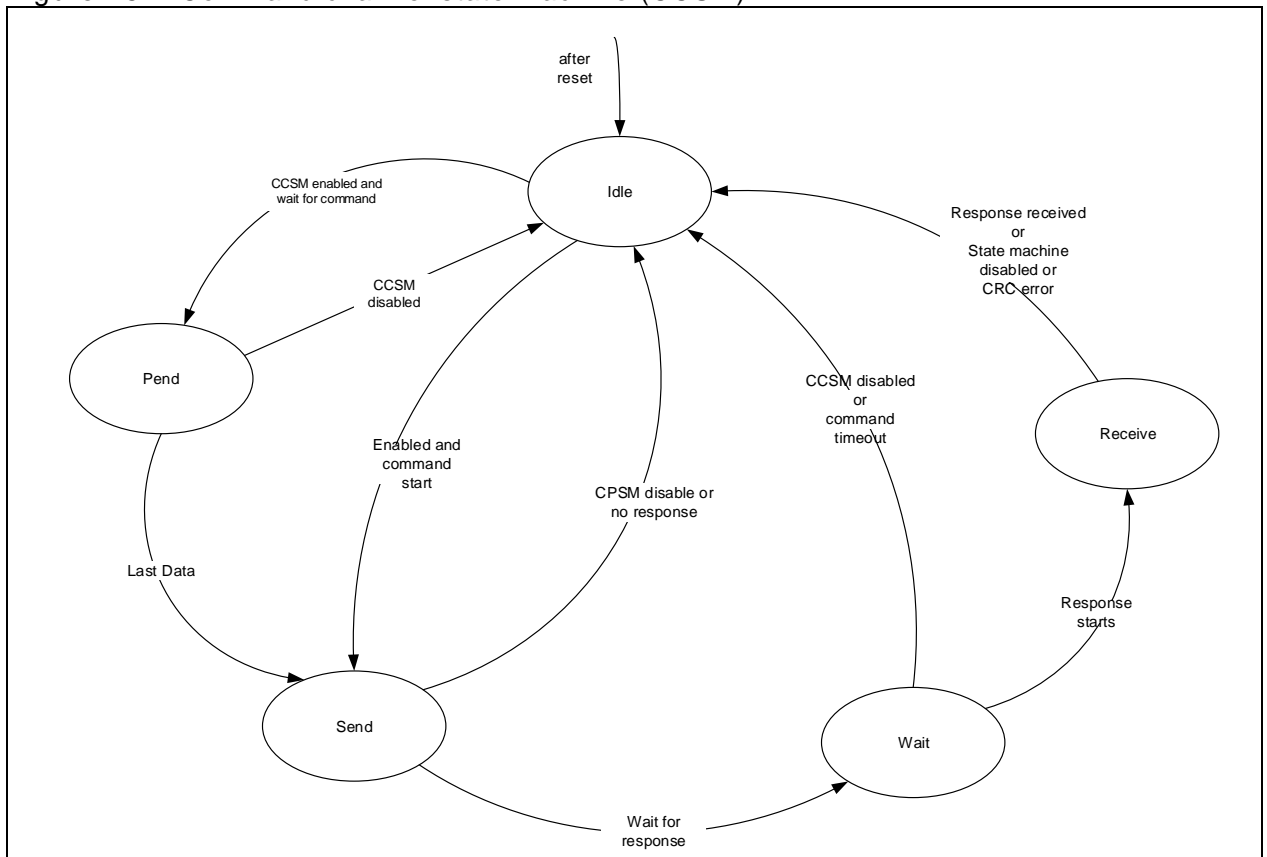 after
reset
Idle
CCSM enabled and
wait for command
Response received
or
State machine
disabled or
CRC error
CCSM
disabled
Pend
CCSM disabled
or
command
timeout
Receive
Enabled and
command
start
CPSM disable or
no response
Last Data
Response
starts
Send
Wait
Wait for
response